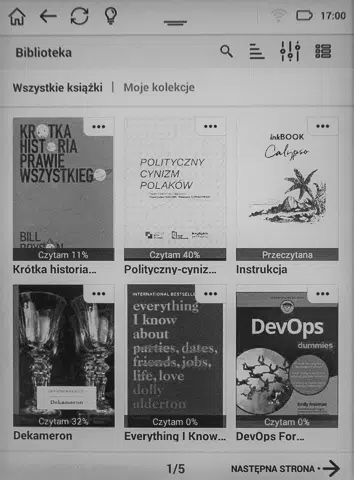 17:00
Biblioteka
Wszystkie książki | Moje kolekcje
KRÓTKA
HISTORIA
PRAWIE
WSZYSTKIEGO
BILL
BRYSON
Czytam 11%
Krótka historia...
POLITYCZNY
CYNIZM
POLAKÓW
Czytam 40%
Polityczny-cyniz...
inkBOOK
Calypso
Przeczytana
Instrukcja
Dekameron
Czytam 32%
Dekameron
INTERNATIONAL BESTSELLER
everything
I know
about
parties, dates,
friends, jobs,
life, love
dolly
alderton
Czytam 0%
Everything I Know...
DevOps
dummies
Czytam 0%
DevOps For...
1/5
NASTĘPNA STRONA